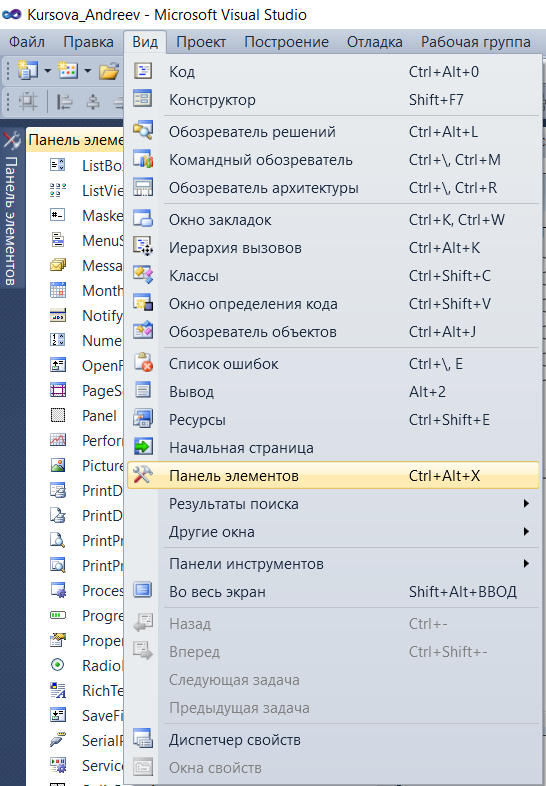 Kursova_Andreev - Microsoft Visual Studio
Файл Правка Вид Проект Построение Отладка Рабочая группа
Код Ctrl+Alt+0
Конструктор Shift+F7
Обозреватель решений Ctrl+Alt+L
Командный обозреватель Ctrl+\, Ctrl+M
Обозреватель архитектуры Ctrl+\, Ctrl+R
Окно закладок Ctrl+K, Ctrl+W
Иерархия вызовов Ctrl+Alt+K
Классы Ctrl+Shift+C
Окно определения кода Ctrl+Shift+V
Обозреватель объектов Ctrl+Alt+J
Список ошибок Ctrl+\, E
Вывод Alt+2
Ресурсы Ctrl+Shift+E
Начальная страница
Панель элементов Ctrl+Alt+X
Результаты поиска
Другие окна
Панели инструментов
Во весь экран Shift+Alt+ВВОД
Назад Ctrl+-
Вперед Ctrl+Shift+-
Следующая задача
Предыдущая задача
Диспетчер свойств
Окна свойств
Панель элементов
Панель элеме
ListBo
ListVie
Maske
MenuS
Messa
Month
Notify
Nume
OpenF
PageSe
Panel
Perforn
Picture
PrintD
PrintD
PrintPr
PrintPr
Proces
Progre
Proper
RadioB
RichTe
SaveFi
SerialP
Service